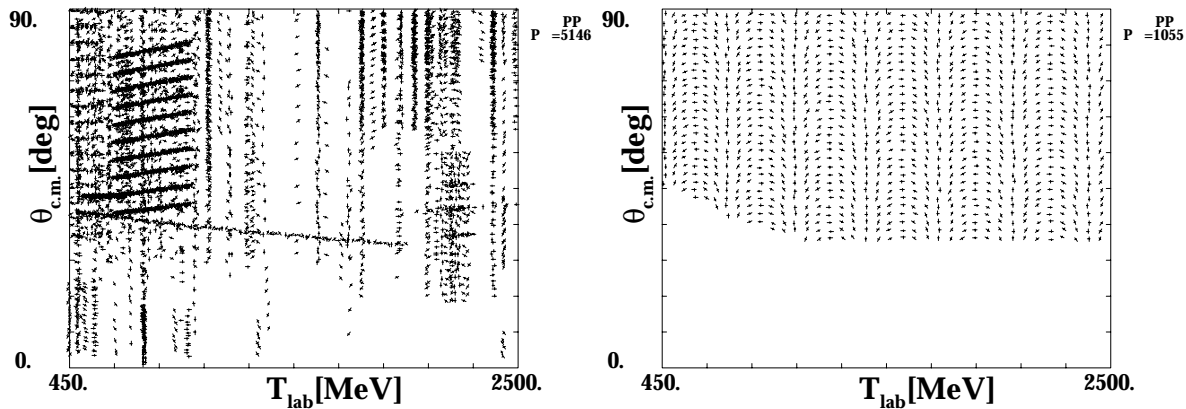 90.
PP
P =5146
θc.m.[deg]
0.
450.
Tlab[MeV]
2500.
90.
PP
P =1055
θc.m.[deg]
0.
450.
Tlab[MeV]
2500.